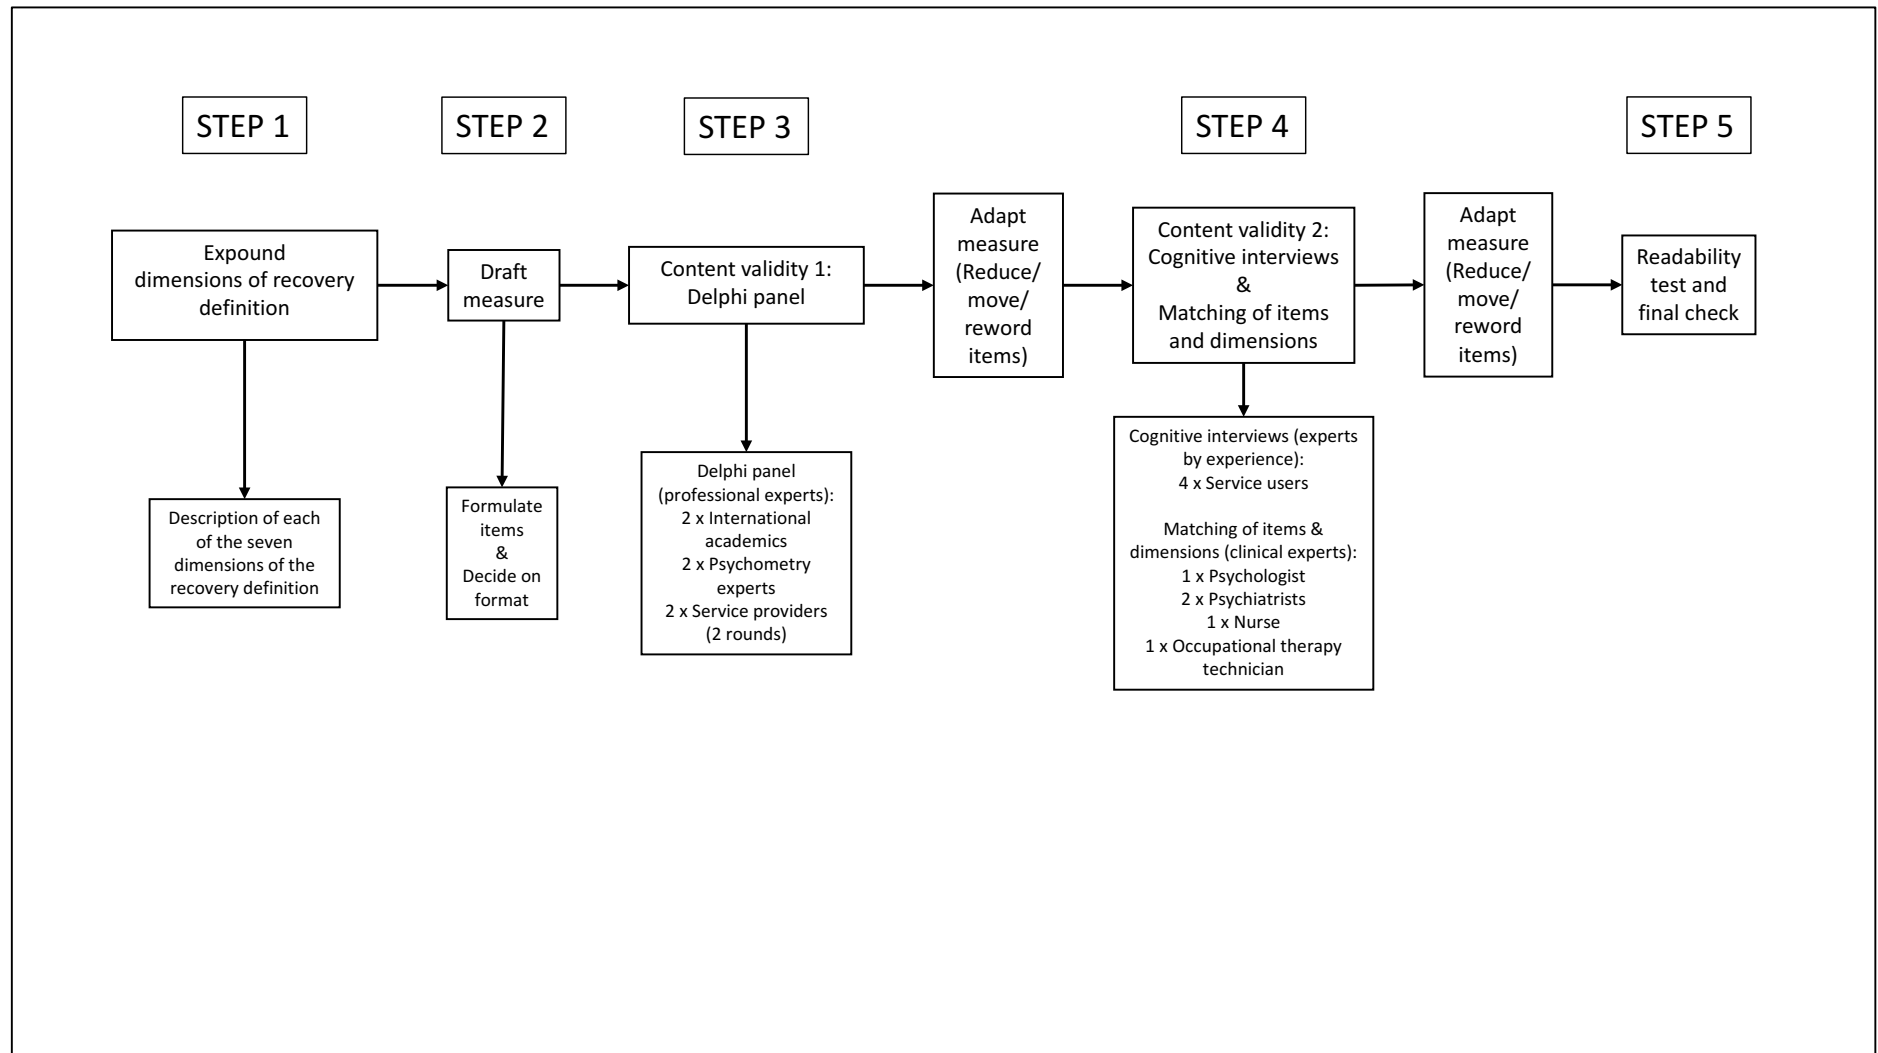 STEP 1
STEP 2
STEP 3
STEP 4
STEP 5
Expound
dimensions of recovery
definition
Draft
measure
Content validity 1:
Delphi panel
Adapt
measure
(Reduce/
move/
reword
items)
Content validity 2:
Cognitive interviews
&
Matching of items
and dimensions
Adapt
measure
(Reduce/
move/
reword
items)
Readability
test and
final check
Description of each
of the seven
dimensions of the
recovery definition
Formulate
items
&
Decide on
format
Delphi panel
(professional experts):
2 x International
academics
2 x Psychometry
experts
2 x Service providers
(2 rounds)
Cognitive interviews (experts
by experience):
4 x Service users
Matching of items &
dimensions (clinical experts):
1 x Psychologist
2 x Psychiatrists
1 x Nurse
1 x Occupational therapy
technician